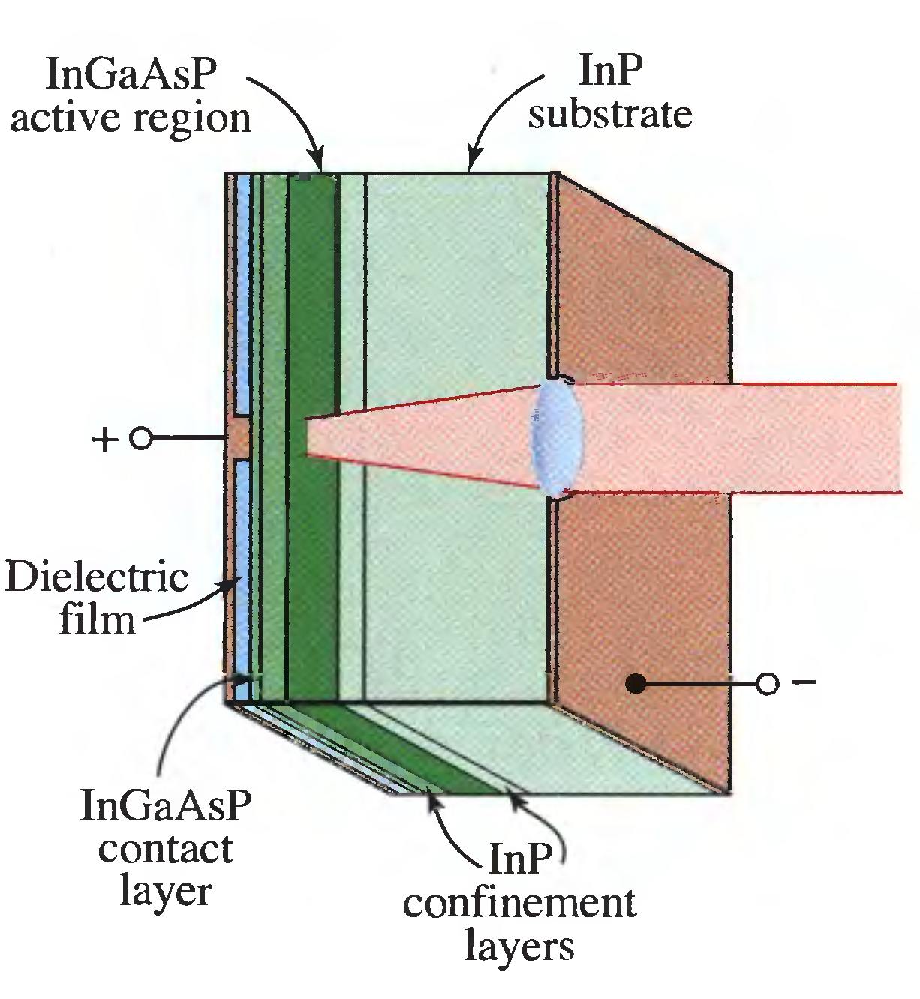 InGaAsP
active region
InP
substrate
+
Dielectric
film
−
InGaAsP
contact
layer
InP
confinement
layers